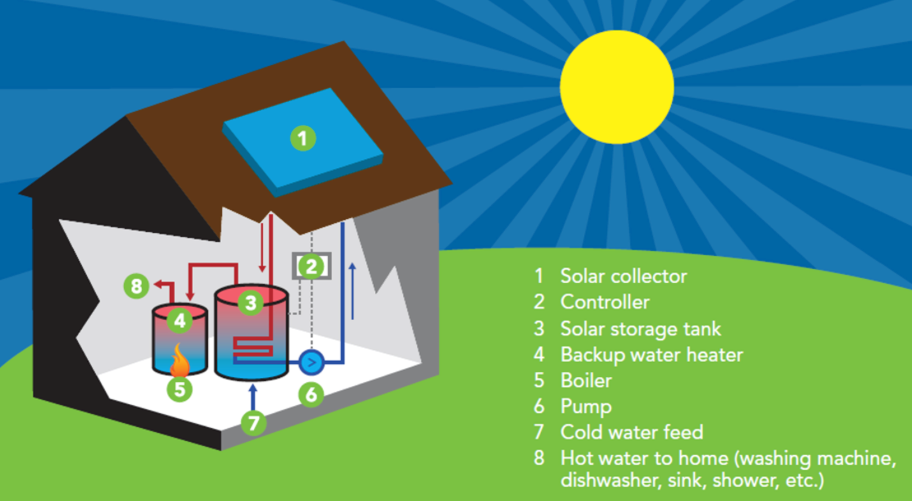 1
2
8
3
4
>
5
6
7
1 Solar collector
2 Controller
3 Solar storage tank
4 Backup water heater
5 Boiler
6 Pump
7 Cold water feed
8 Hot water to home (washing machine,
dishwasher, sink, shower, etc.)